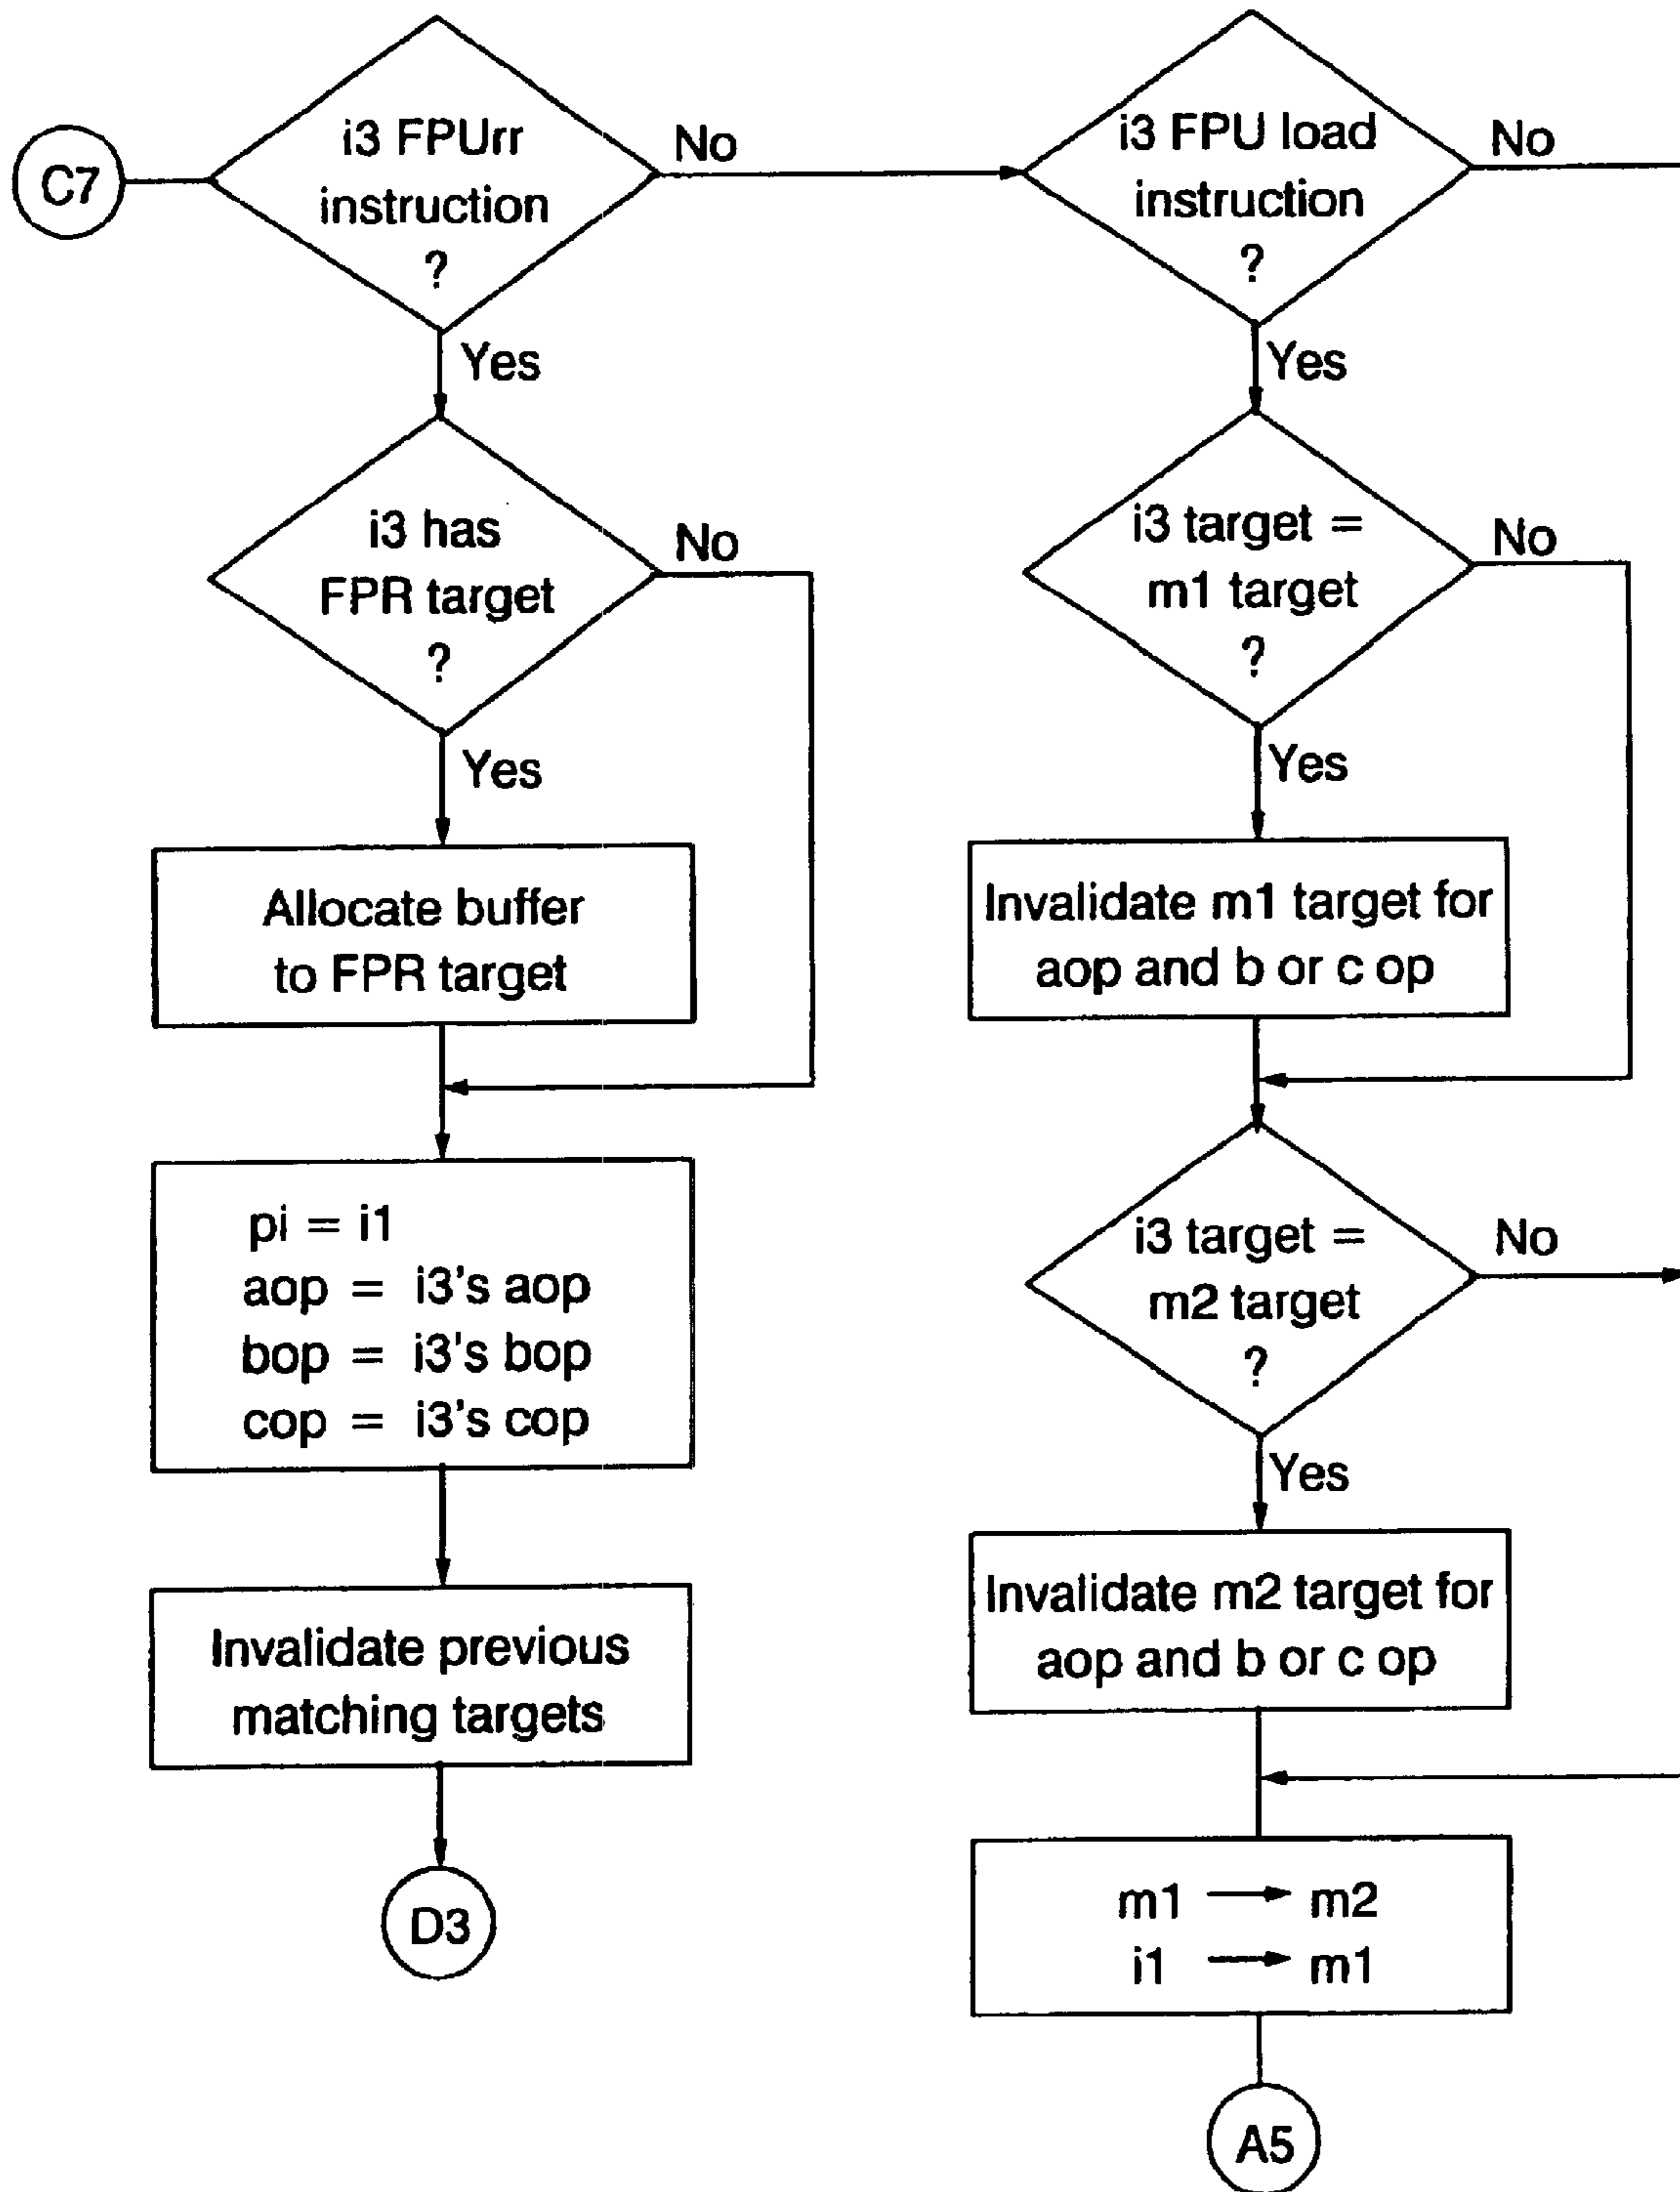 C7
i3 FPUrr
instruction
?
No
Yes
i3 has
FPR target
?
No
Yes
Allocate buffer
to FPR target
pi = i1
aop = i3's aop
bop = i3's bop
cop = i3's cop
Invalidate previous
matching targets
D3
i3 FPU load
instruction
?
No
Yes
i3 target =
m1 target
?
No
Yes
Invalidate m1 target for
aop and b or c op
i3 target =
m2 target
?
No
Yes
Invalidate m2 target for
aop and b or c op
m1 → m2
i1 → m1
A5